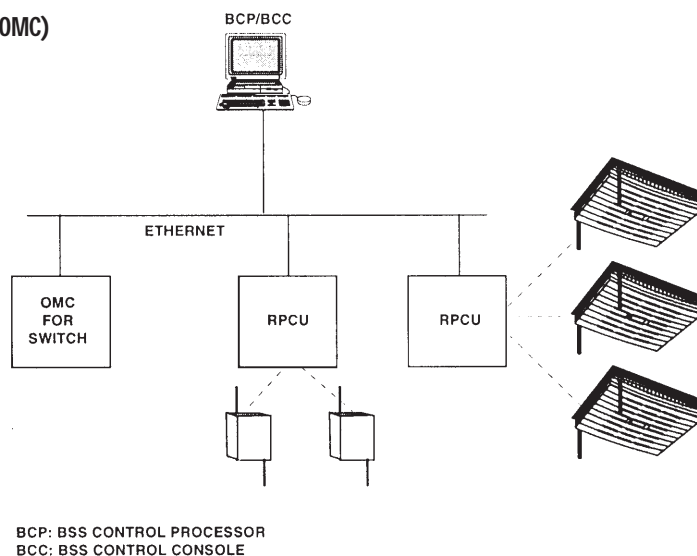 OMC)
BCP/BCC
ETHERNET
OMC
FOR
SWITCH
RPCU
RPCU
BCP: BSS CONTROL PROCESSOR
BCC: BSS CONTROL CONSOLE